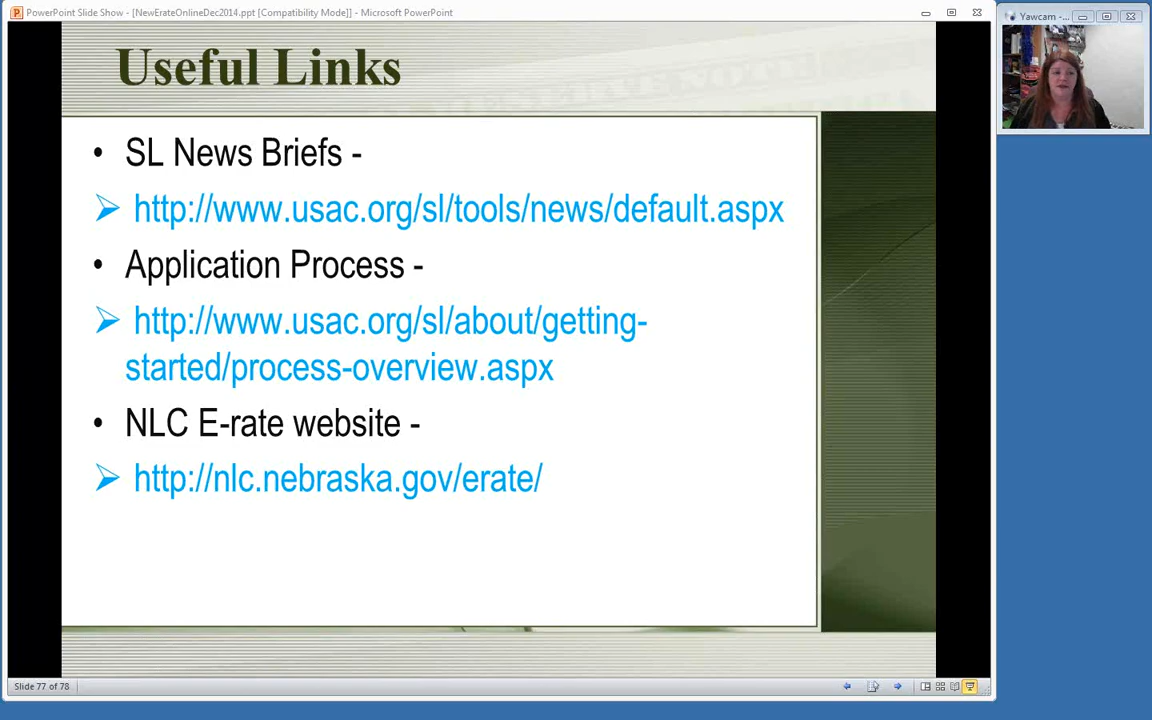 PowerPoint Slide Show - [NewErateOnlineDec2014.ppt [Compatibility Mode]] - Microsoft PowerPoint
Yawcam -...
Useful Links
• SL News Briefs -
➢ http://www.usac.org/sl/tools/news/default.aspx
• Application Process -
➢ http://www.usac.org/sl/about/getting-
started/process-overview.aspx
• NLC E-rate website -
➢ http://nlc.nebraska.gov/erate/
Slide 77 of 78